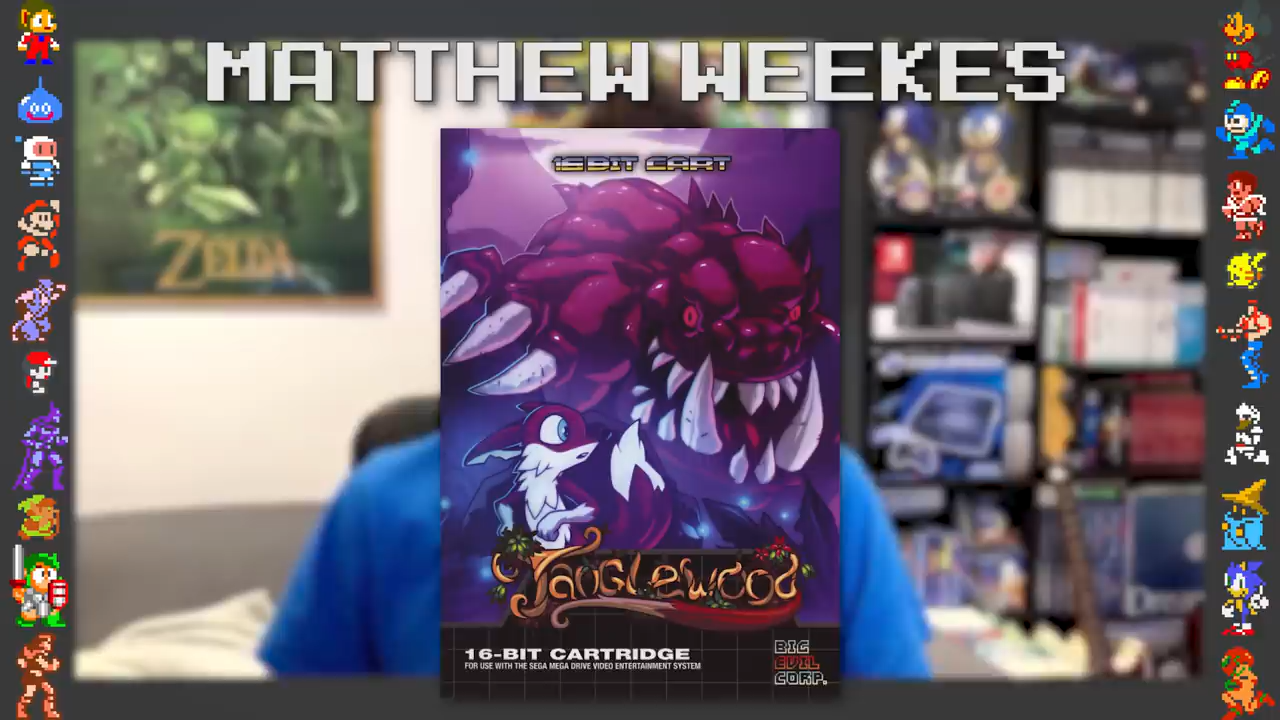 MATTHEW WEEKES
16 BIT CART
ZELDA
Tanglewood
16-BIT CARTRIDGE
FOR USE WITH THE SEGA MEGA DRIVE VIDEO ENTERTAINMENT SYSTEM
BIG
EVIL
CORP.